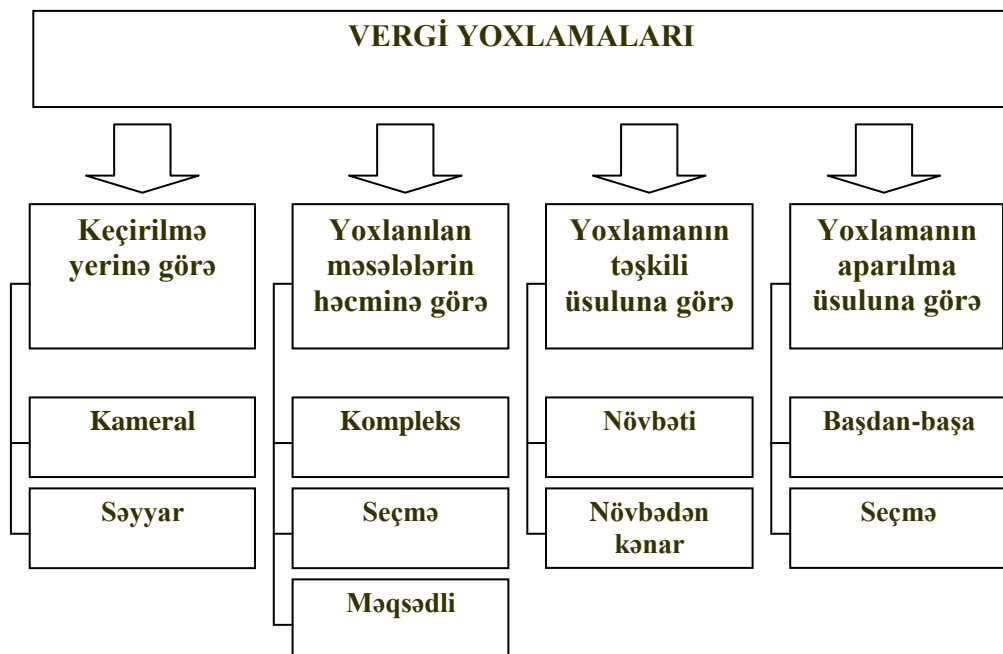 VERGİ YOXLAMALARI
Keçirilmə
yerinə görə
Yoxlanılan
məsələlərin
həcminə görə
Yoxlamanın
təşkili
üsuluna görə
Yoxlamanın
aparılma
üsuluna görə
Kameral
Kompleks
Növbəti
Başdan-başa
Səyyar
Seçmə
Növbədən
kənar
Seçmə
Məqsədli